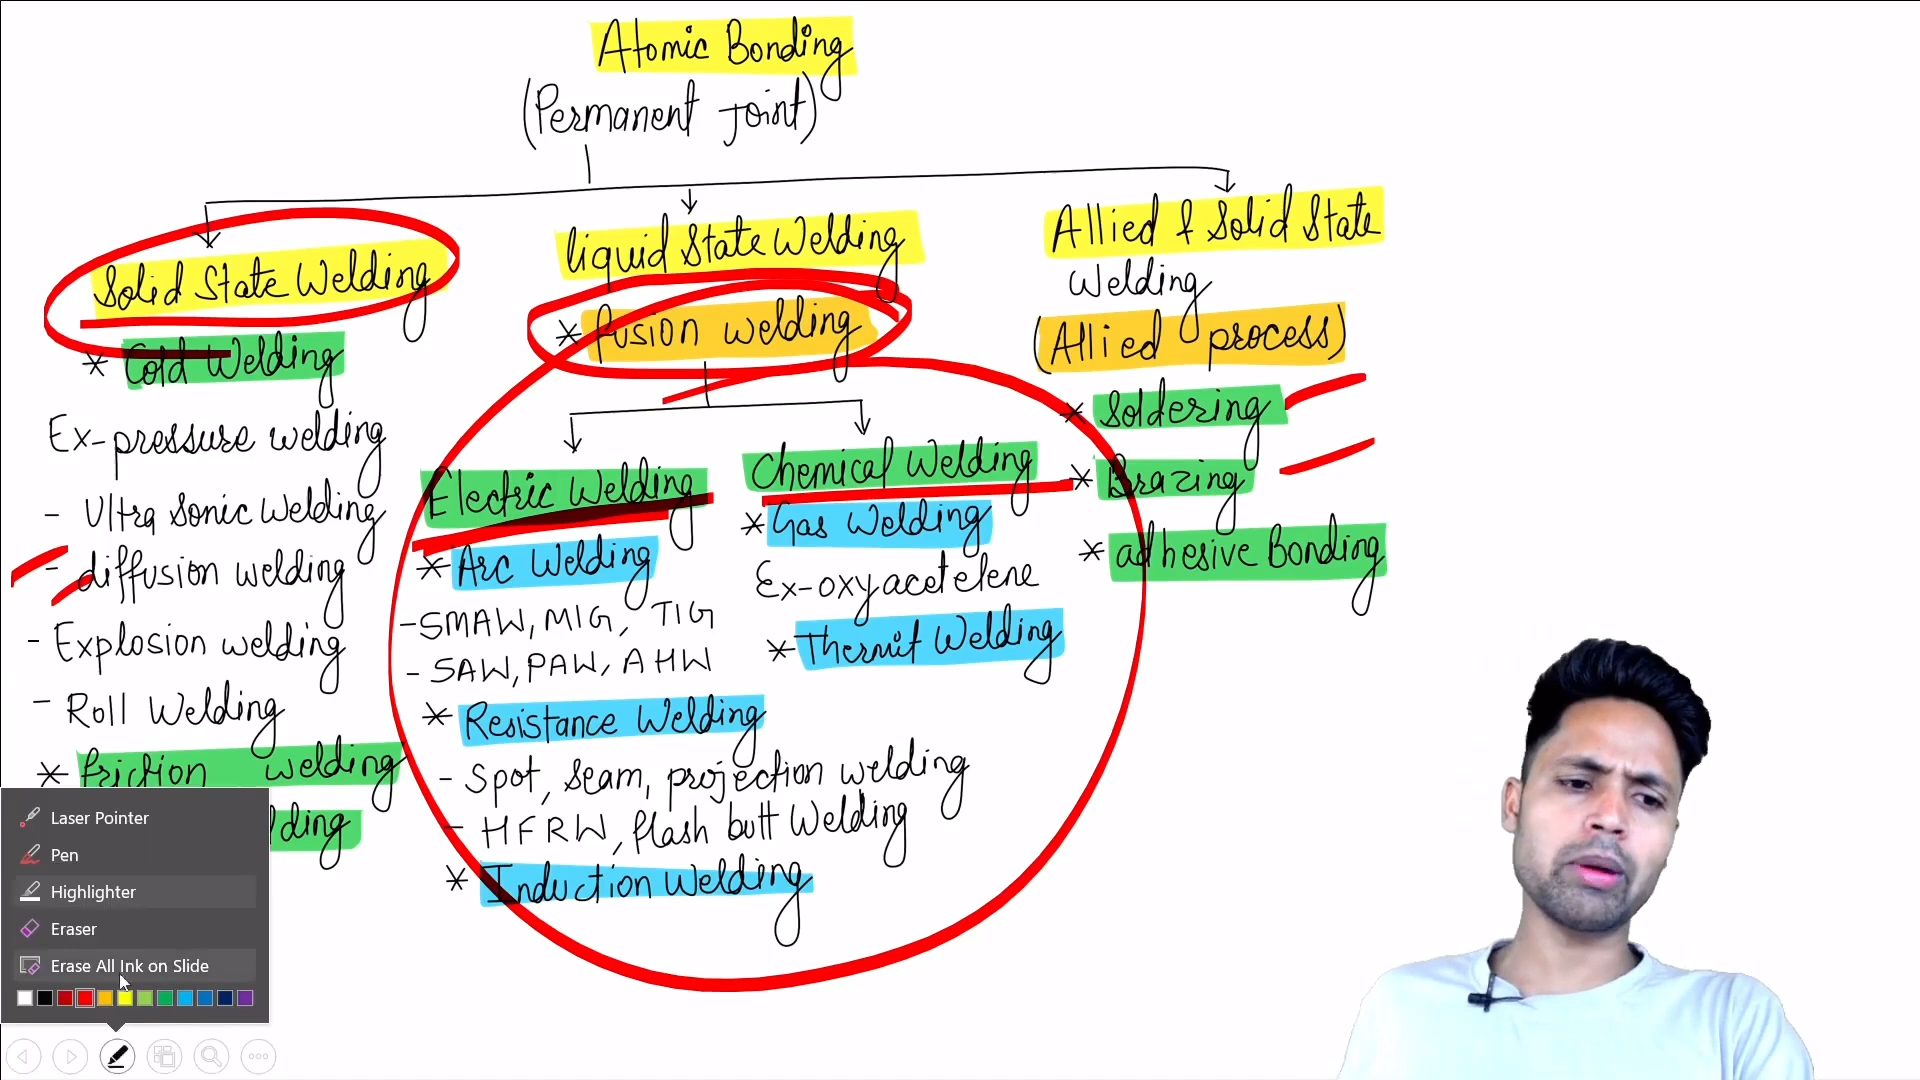 Atomic Bonding
(Permanent Joint)
Solid State Welding
* Cold Welding
Ex-pressure welding
- Ultra Sonic Welding
- diffusion welding
- Explosion welding
- Roll Welding
* friction welding
lding
liquid State Welding
* fusion welding
Electric Welding
* Arc Welding
- SMAW, MIG, TIG
- SAW, PAW, AHW
* Resistance Welding
- Spot, Seam, projection welding
- HFRW, flash butt Welding
* Induction Welding
Chemical Welding
* Gas Welding
Ex-oxyacetelene
* Thermit Welding
Allied & Solid State
Welding
(Allied process)
* Soldering
* Brazing
* adhesive Bonding
Laser Pointer
Pen
Highlighter
Eraser
Erase All Ink on Slide